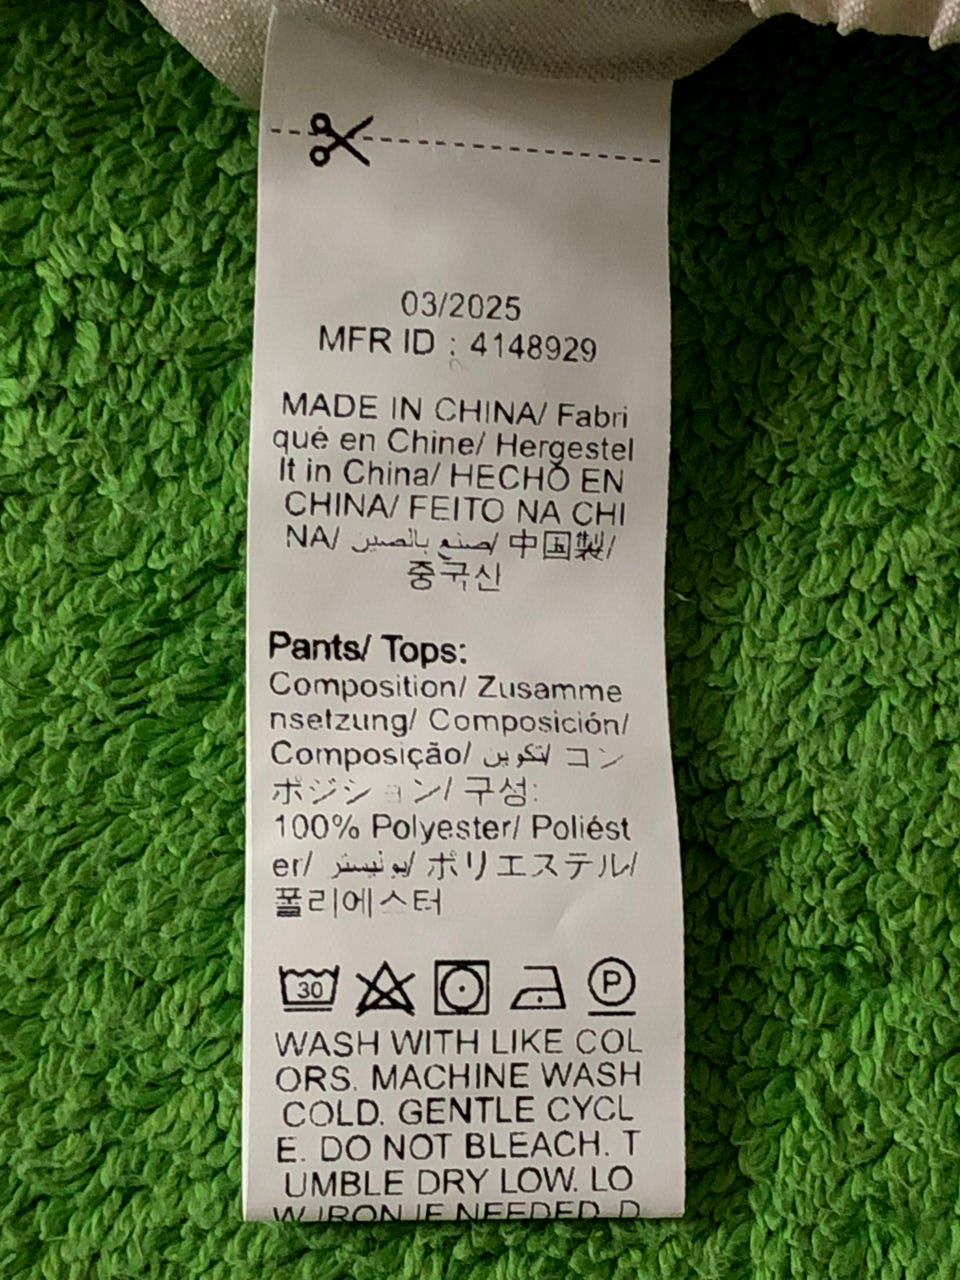 03/2025
MFR ID : 4148929
MADE IN CHINA/ Fabri
qué en Chine/ Hergestel
lt in China/ HECHO EN
CHINA/ FEITO NA CHI
NA/ صنع بالصين/ 中国製/
중국산
Pants/ Tops:
Composition/ Zusamme
nsetzung/ Composición/
Composição/ تكوين/ コン
ポジション/ 구성:
100% Polyester/ Poliést
er/ ポリエステル/
폴리에스터
30 P
WASH WITH LIKE COL
ORS. MACHINE WASH
COLD. GENTLE CYCL
E. DO NOT BLEACH. T
UMBLE DRY LOW. LO
W IRON IF NEEDED. D